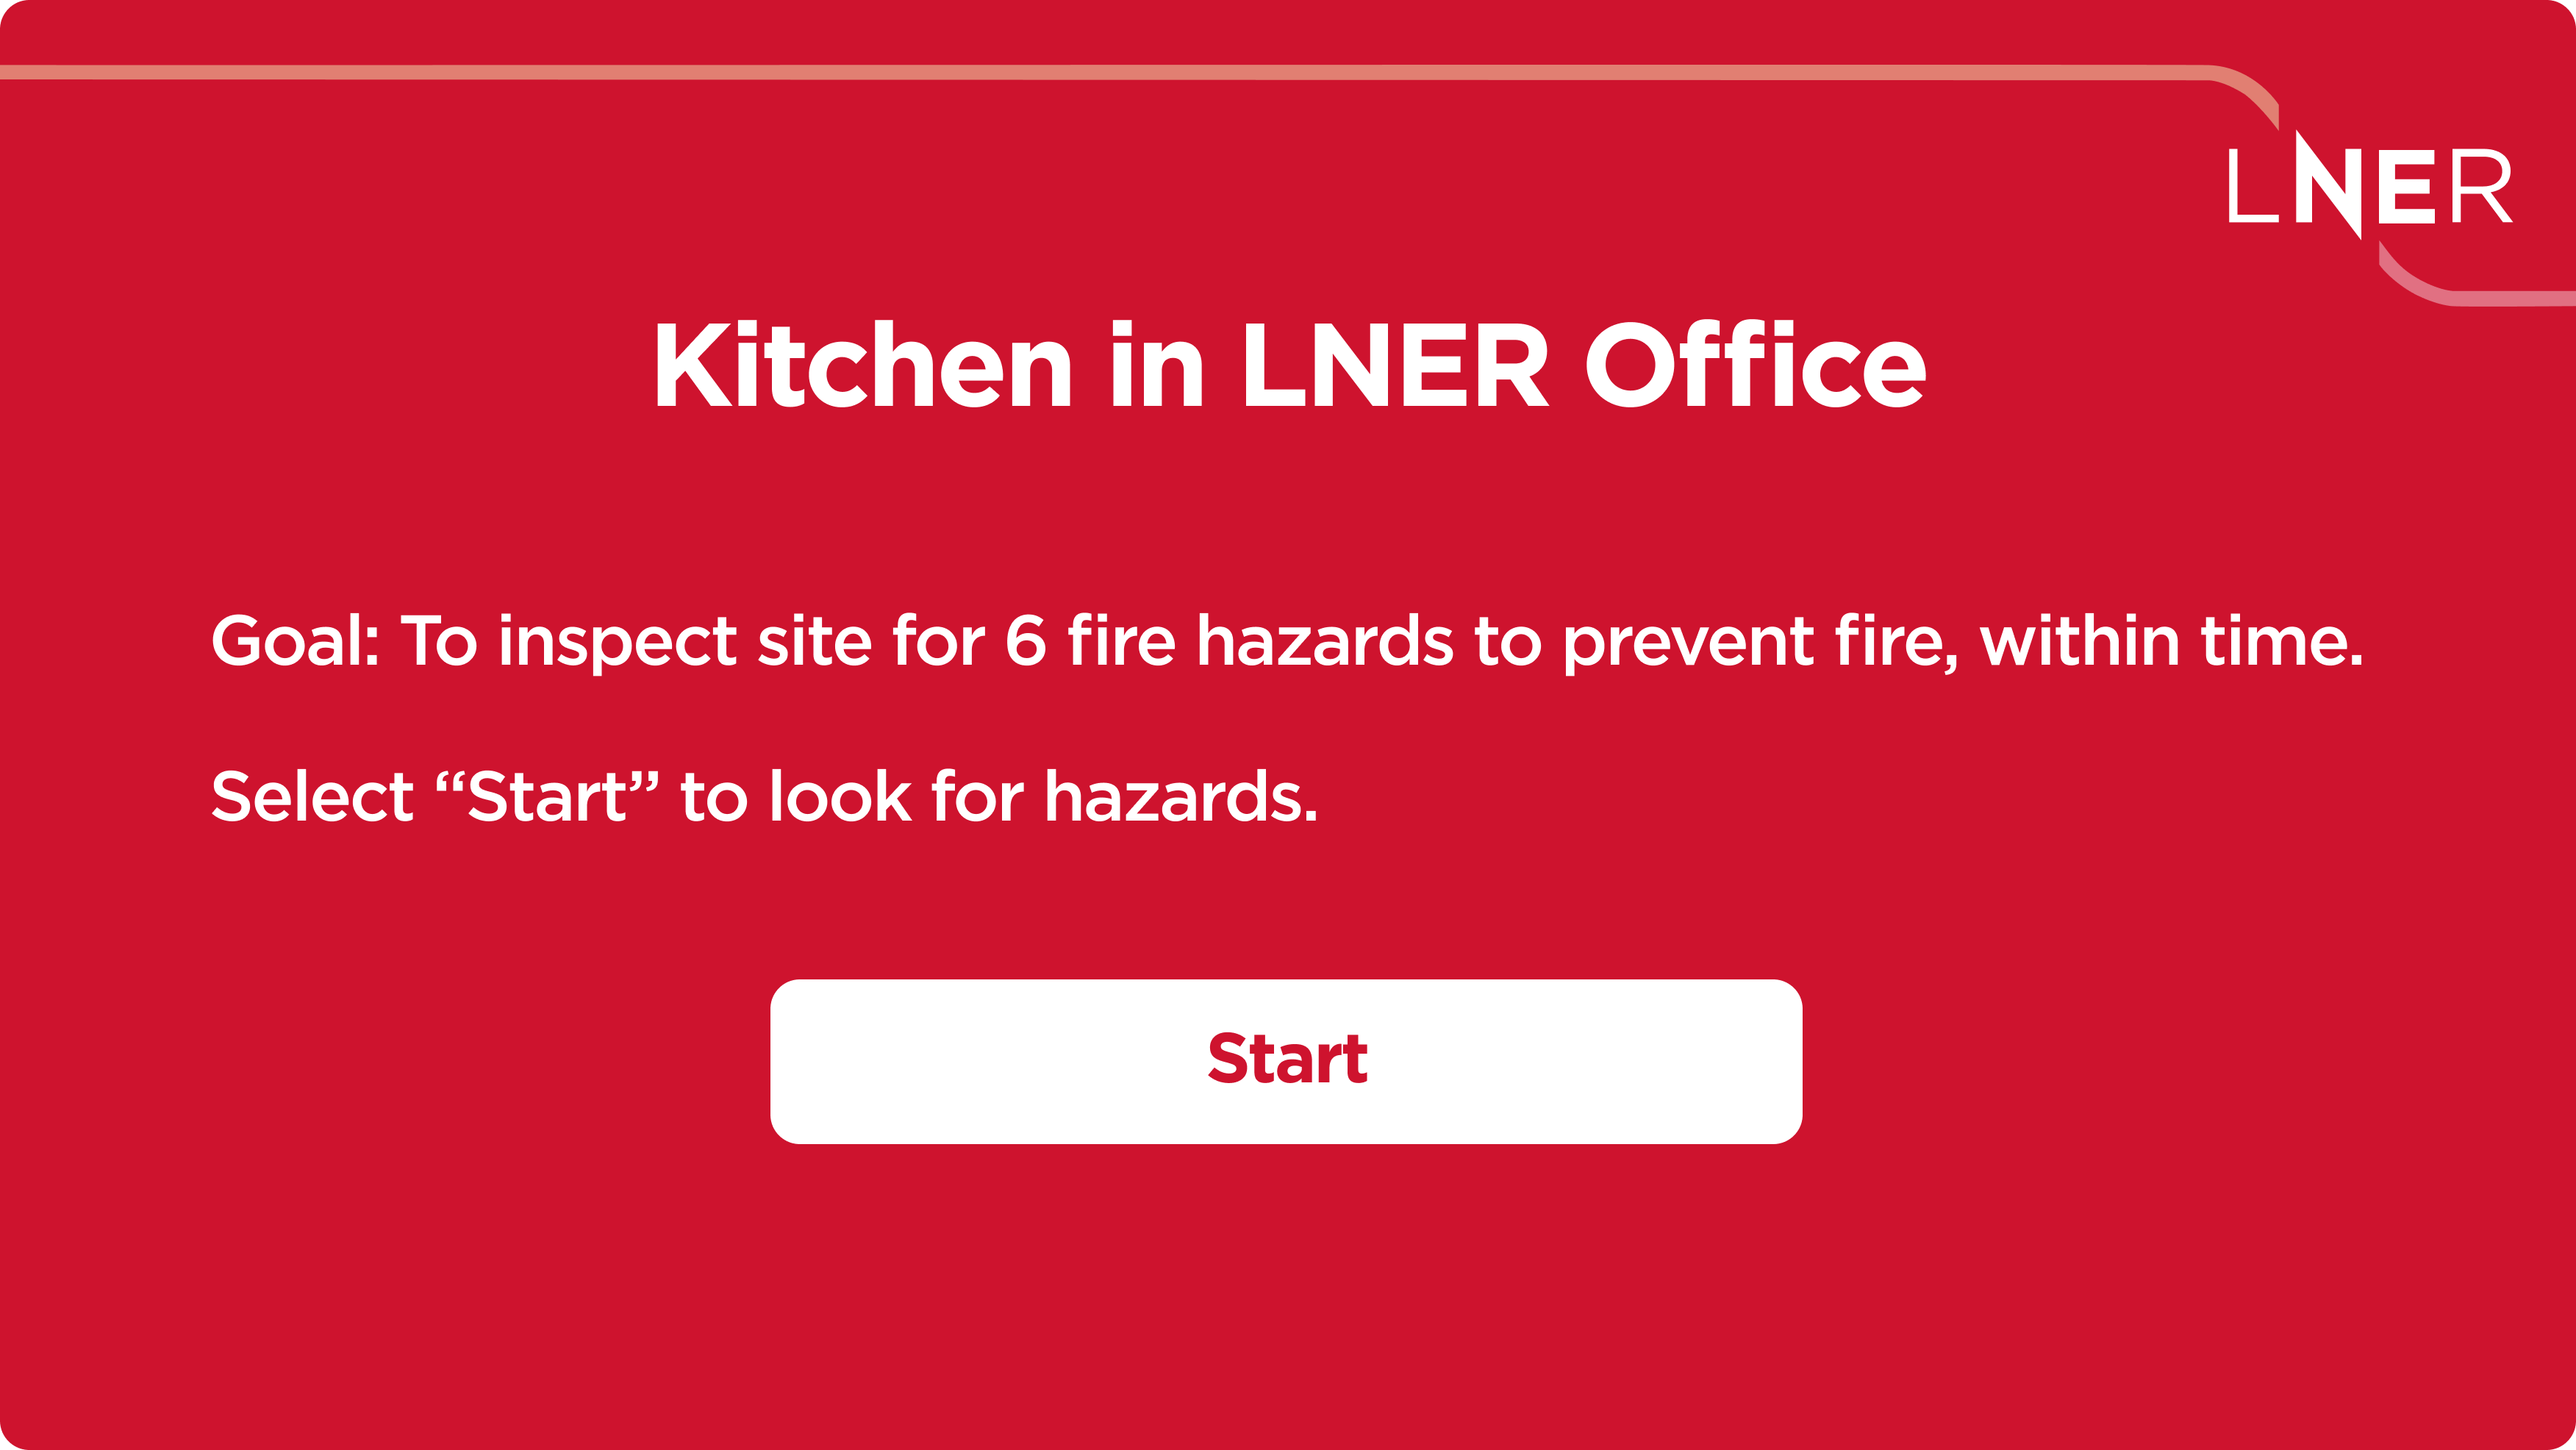 LNER
Kitchen in LNER Office
Goal: To inspect site for 6 fire hazards to prevent fire, within time.
Select “Start” to look for hazards.
Start